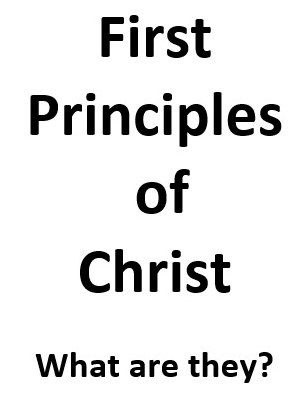 First
Principles
of
Christ
What are they?